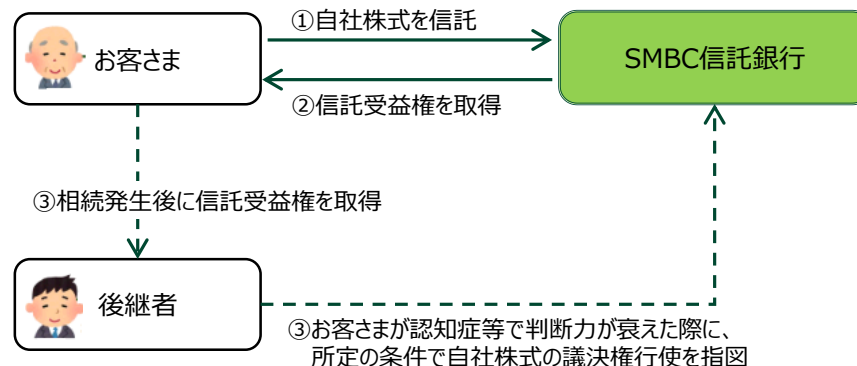 ①自社株式を信託
お客さま
SMBC信託銀行
②信託受益権を取得
③相続発生後に信託受益権を取得
後継者
③お客さまが認知症等で判断力が衰えた際に、
所定の条件で自社株式の議決権行使を指図